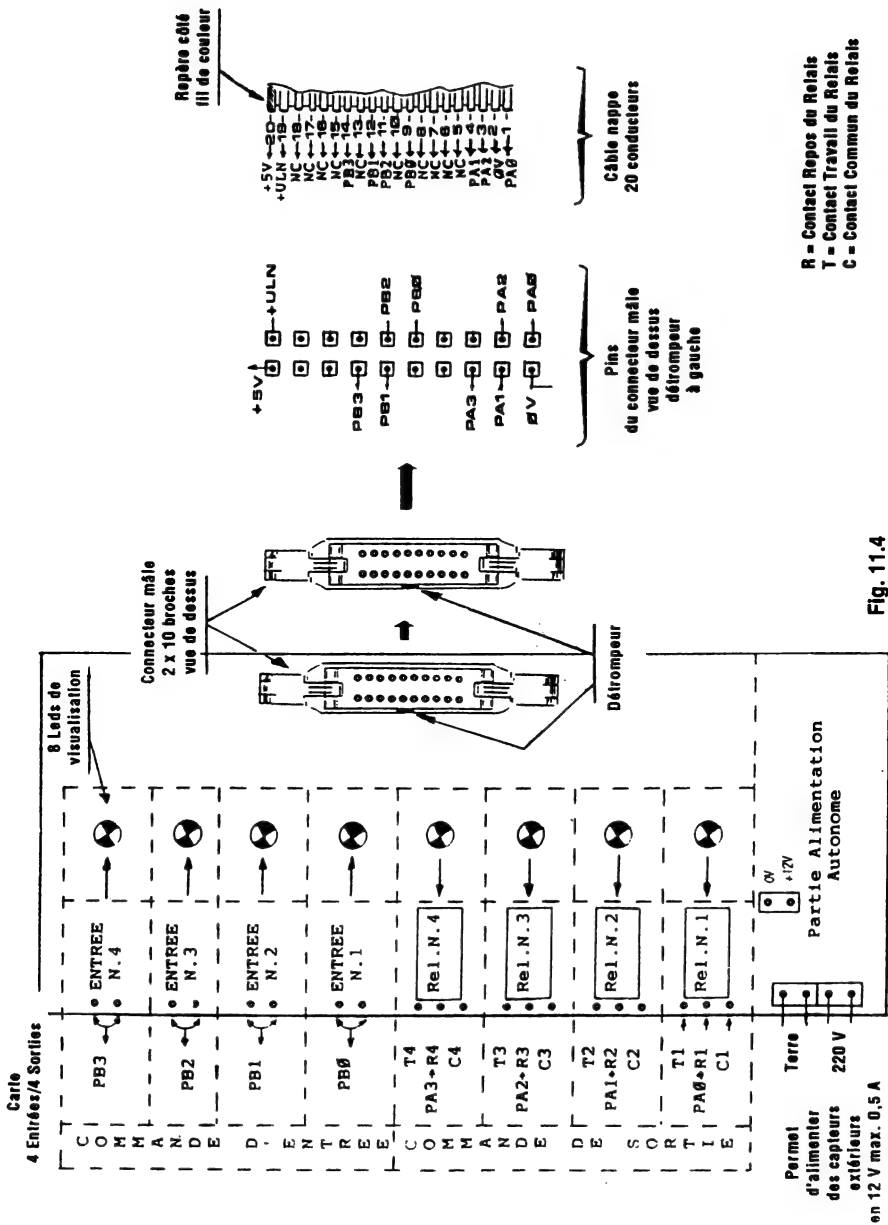 Carte
4 Entrées/4 Sorties
COMMANDE D'ENTREE
PB3
ENTREE
N.4
PB2
ENTREE
N.3
PB1
ENTREE
N.2
PBØ
ENTREE
N.1
8 Leds de
visualisation
COMMANDE DE SORTIE
T4
PA3→R4
C4
Rel.N.4
T3
PA2→R3
C3
Rel.N.3
T2
PA1→R2
C2
Rel.N.2
T1
PAØ→R1
C1
Rel.N.1
Permet
d'alimenter
des capteurs
extérieurs
en 12 V max. 0,5 A
Terre
220 V
0V
+12V
Partie Alimentation
Autonome
Connecteur mâle
2 x 10 broches
vue de dessus
Détrompeur
+5V
+ULN
PB3
PB1
PB2
PBØ
PA3
PA1
PA2
ØV
PAØ
Pins
du connecteur mâle
vue de dessus
détrompeur
à gauche
Repère côté
fil de couleur
+5V←20
+ULN←19
NC←18
NC←17
NC←16
NC←15
PB3←14
NC←13
PB1←12
PB2←11
NC←10
PBØ←9
NC←8
NC←7
NC←6
NC←5
PA1←4
PA2←3
ØV←2
PAØ←1
Câble nappe
20 conducteurs
R = Contact Repos du Relais
T = Contact Travail du Relais
C = Contact Commun du Relais
Fig. 11.4